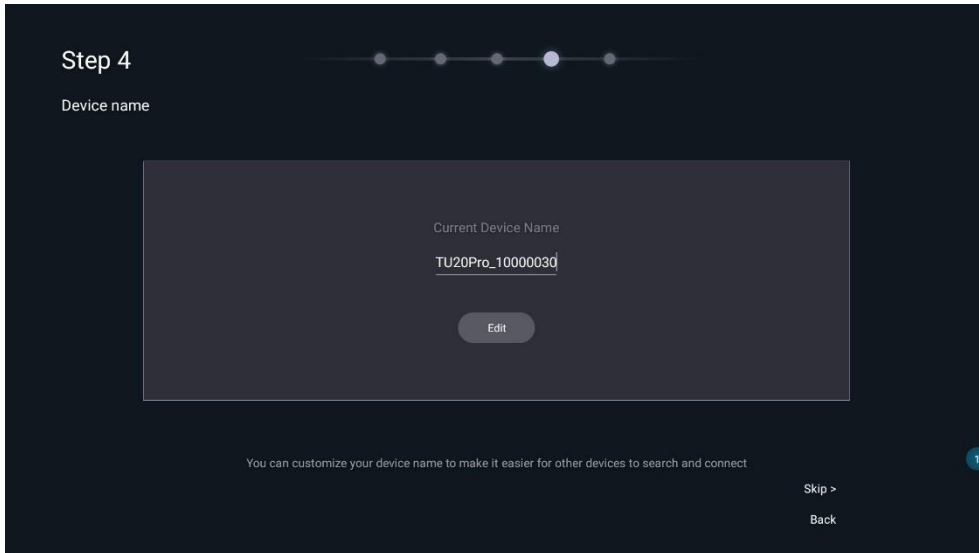 Step 4
Device name
Current Device Name
TU20Pro_10000030
Edit
You can customize your device name to make it easier for other devices to search and connect
Skip >
Back